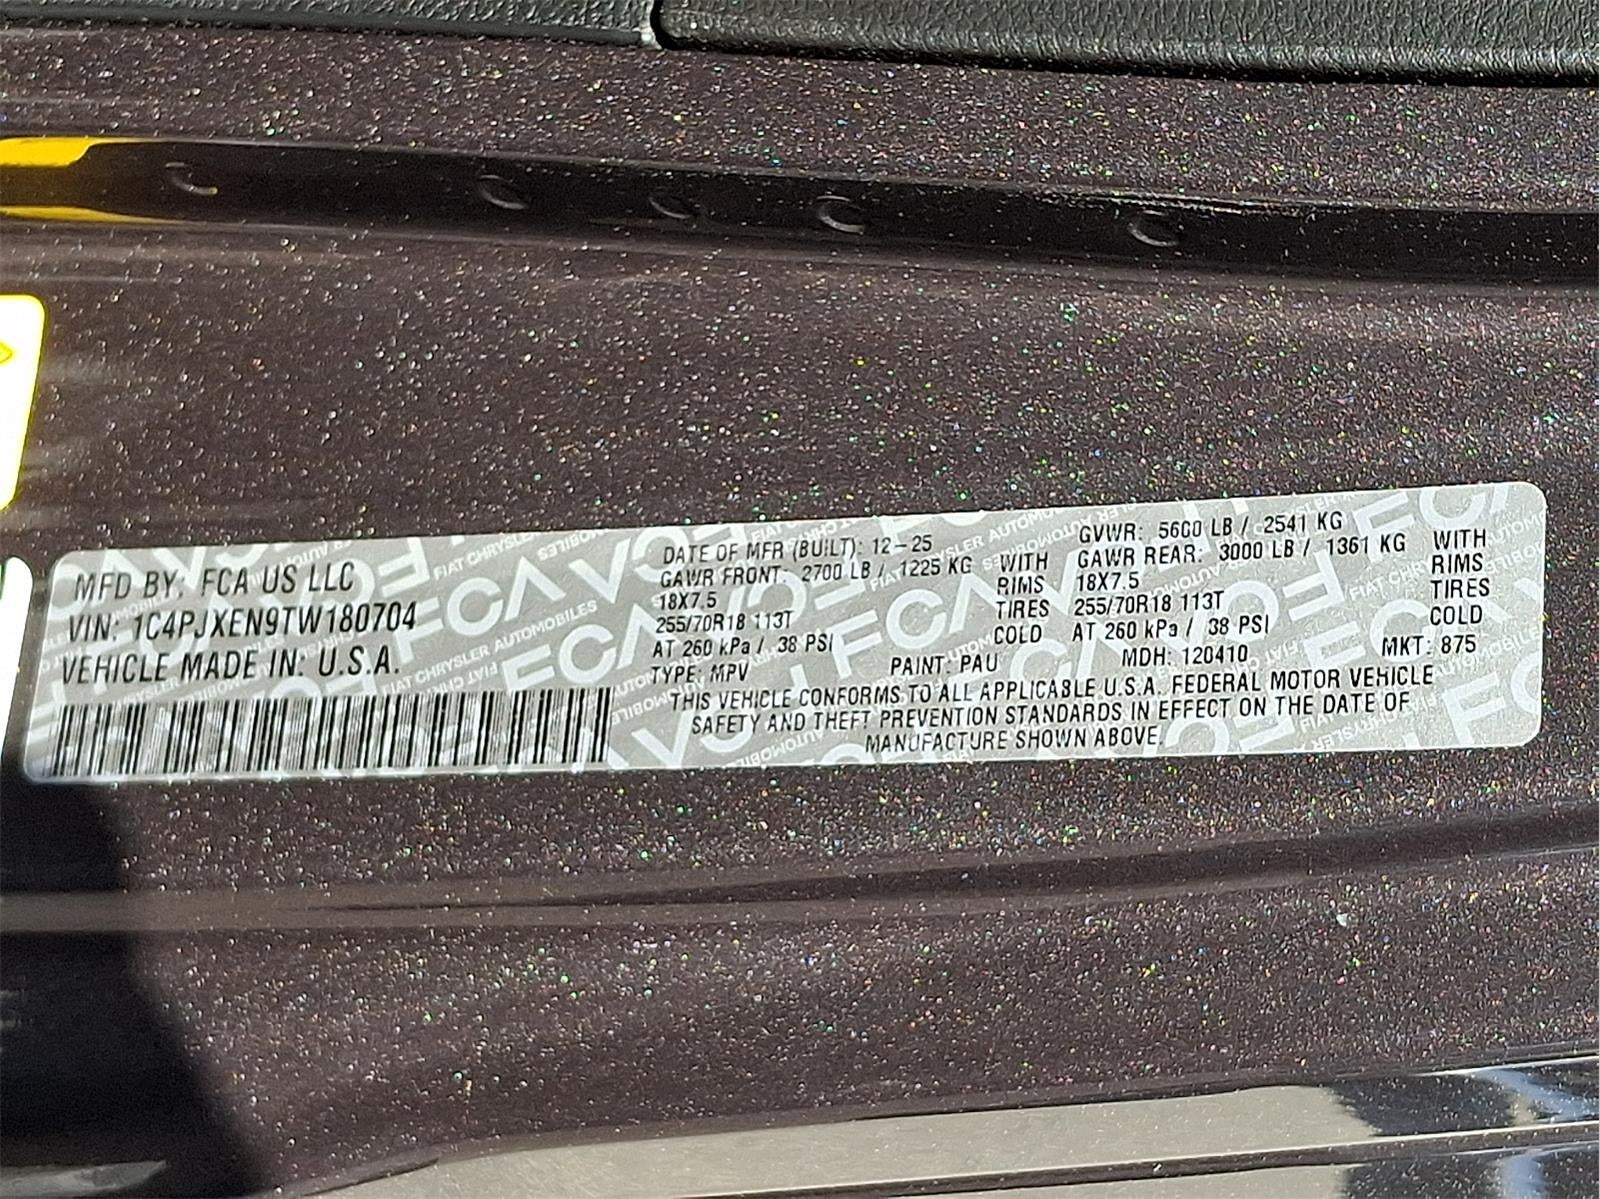 MFD BY: FCA US LLC
VIN: 1C4PJXEN9TW180704
VEHICLE MADE IN: U.S.A.
DATE OF MFR (BUILT): 12-25
GAWR FRONT: 2700 LB / 1225 KG WITH
18X7.5 RIMS
255/70R18 113T TIRES
AT 260 kPa / 38 PSI COLD
GVWR: 5600 LB / 2541 KG
GAWR REAR: 3000 LB / 1361 KG WITH
18X7.5 RIMS
255/70R18 113T TIRES
AT 260 kPa / 38 PSI COLD
TYPE: MPV PAINT: PAU MDH: 120410 MKT: 875
THIS VEHICLE CONFORMS TO ALL APPLICABLE U.S.A. FEDERAL MOTOR VEHICLE
SAFETY AND THEFT PREVENTION STANDARDS IN EFFECT ON THE DATE OF
MANUFACTURE SHOWN ABOVE.
FCA
FIAT CHRYSLER AUTOMOBILES